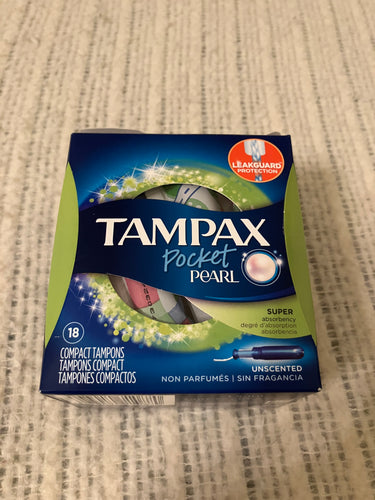 LEAKGUARD
PROTECTION
TAMPAX
Pocket
PEARL
SUPER
absorbency
degré d'absorption
absorbencia
18
COMPACT TAMPONS
TAMPONS COMPACT
TAMPONES COMPACTOS
UNSCENTED
NON PARFUMÉS | SIN FRAGANCIA